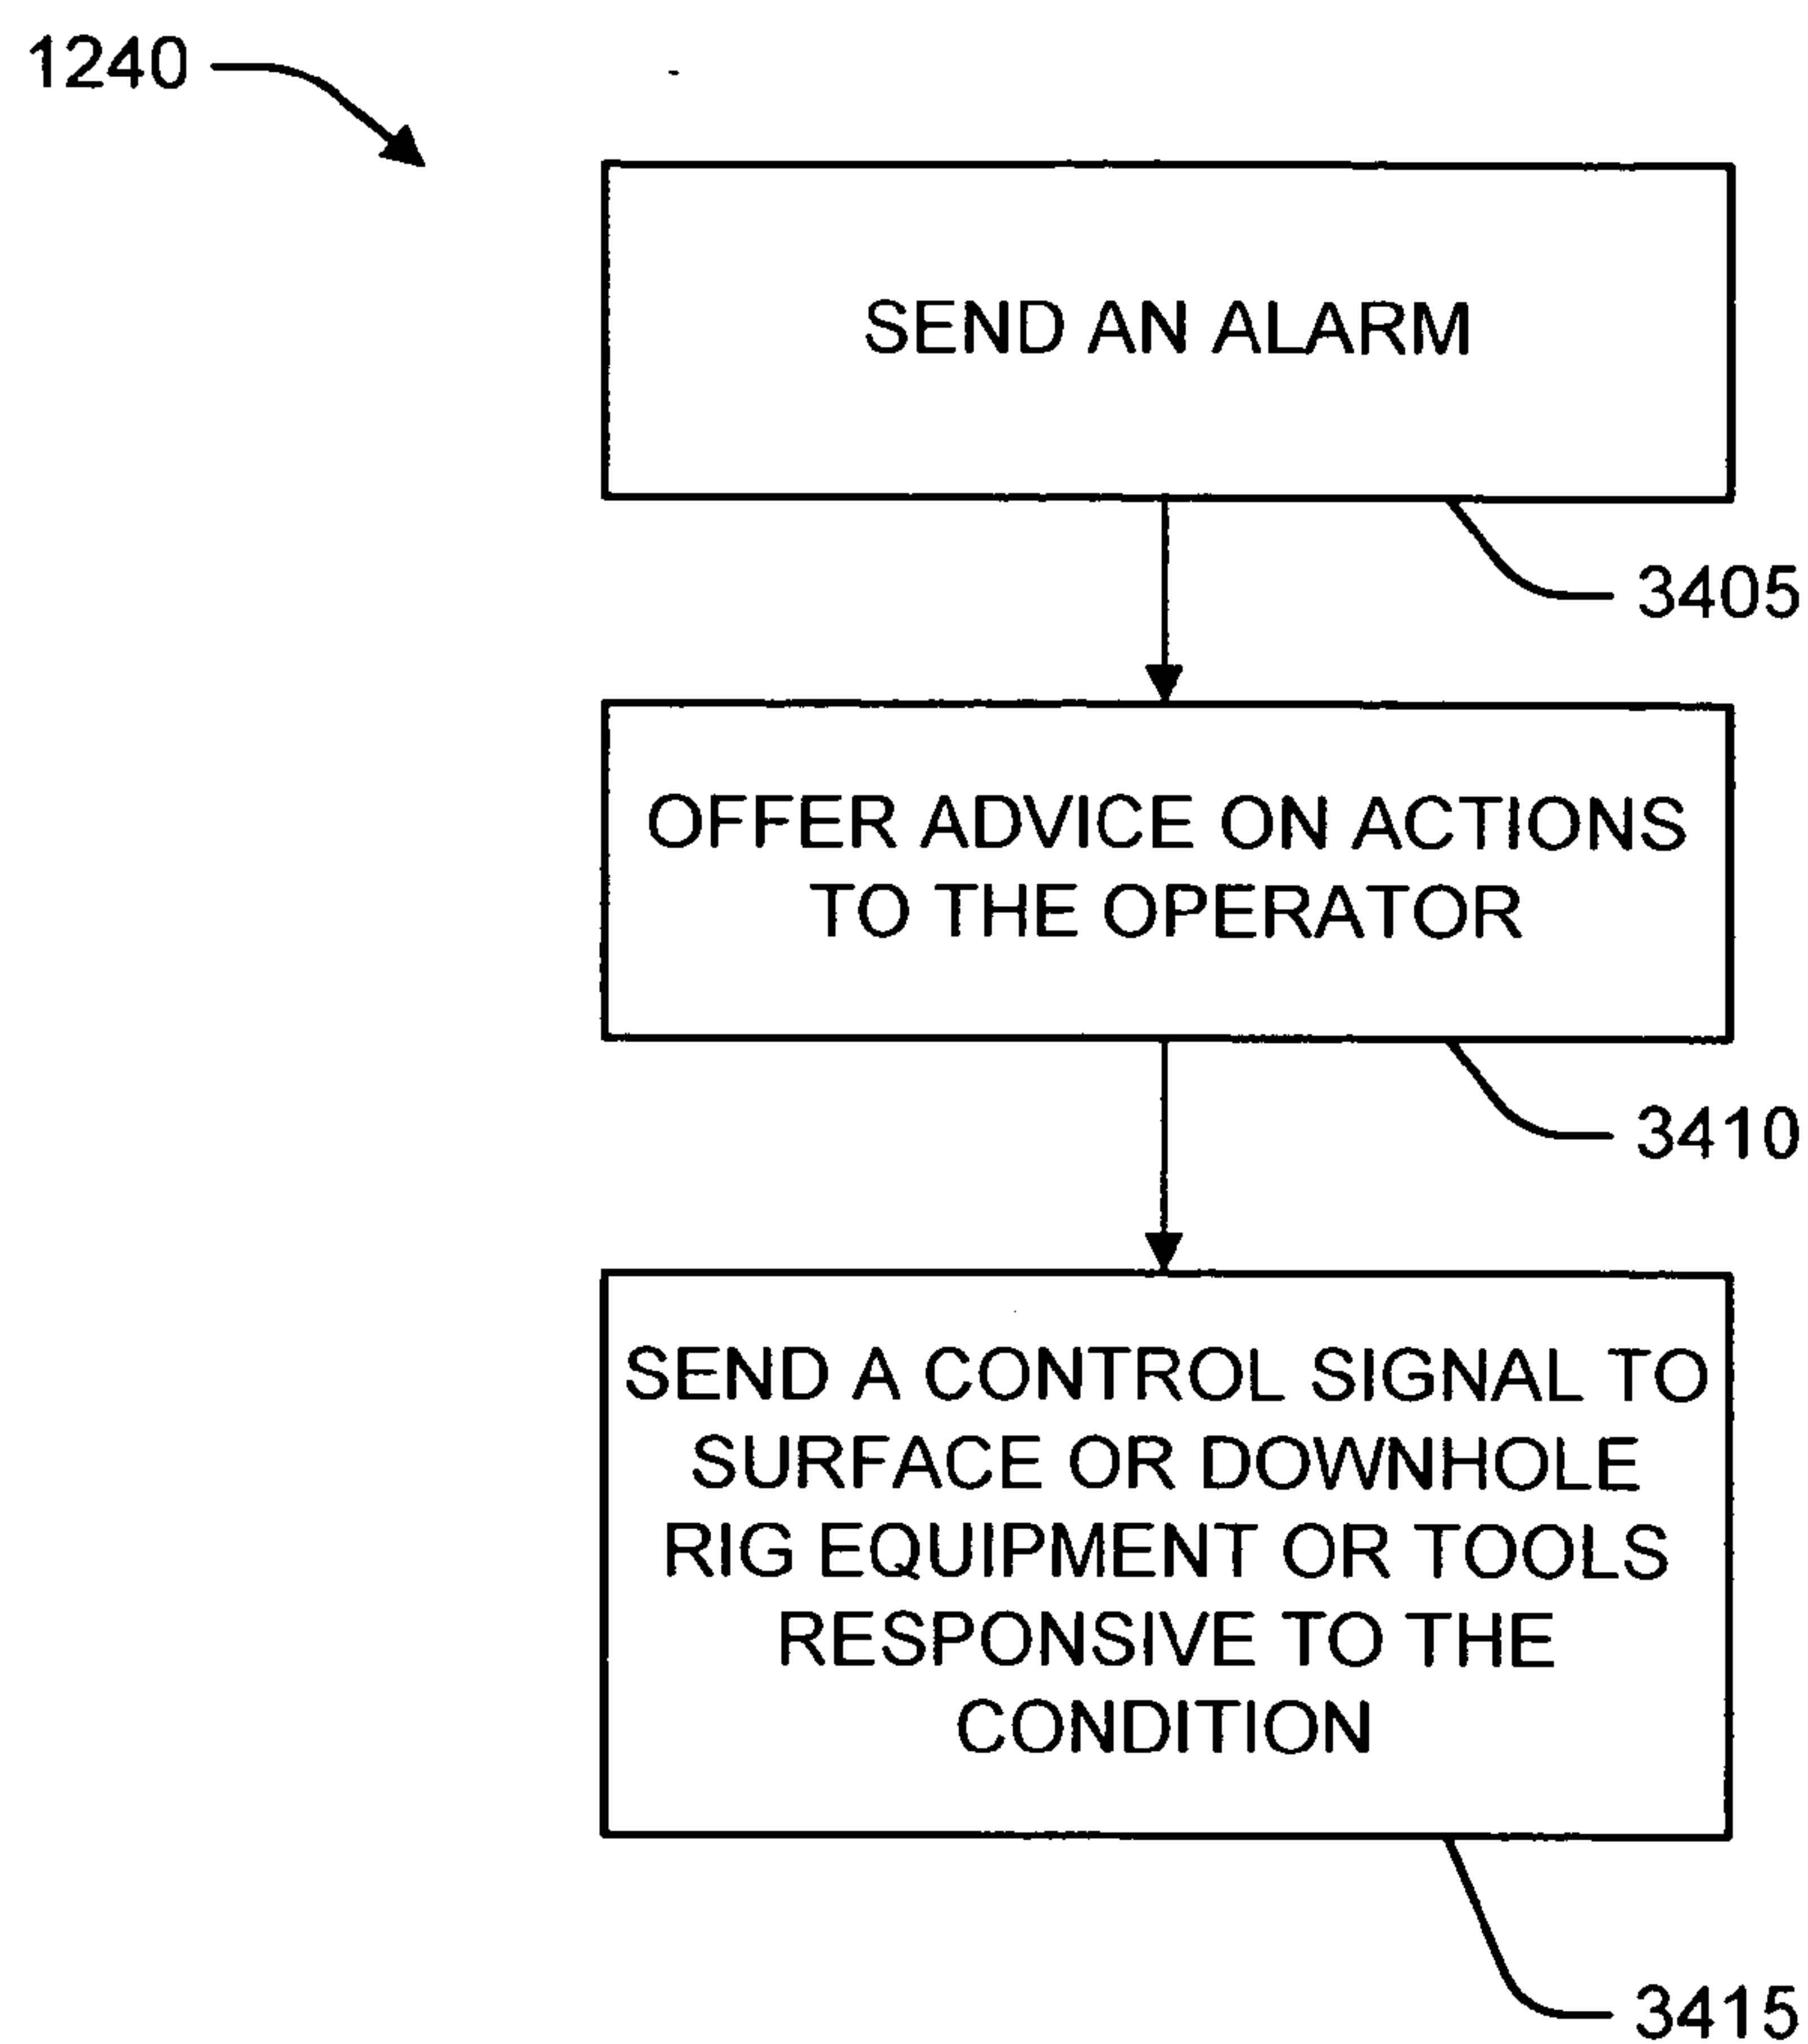 1240
SEND AN ALARM
3405
OFFER ADVICE ON ACTIONS
TO THE OPERATOR
3410
SEND A CONTROL SIGNAL TO
SURFACE OR DOWNHOLE
RIG EQUIPMENT OR TOOLS
RESPONSIVE TO THE
CONDITION
3415